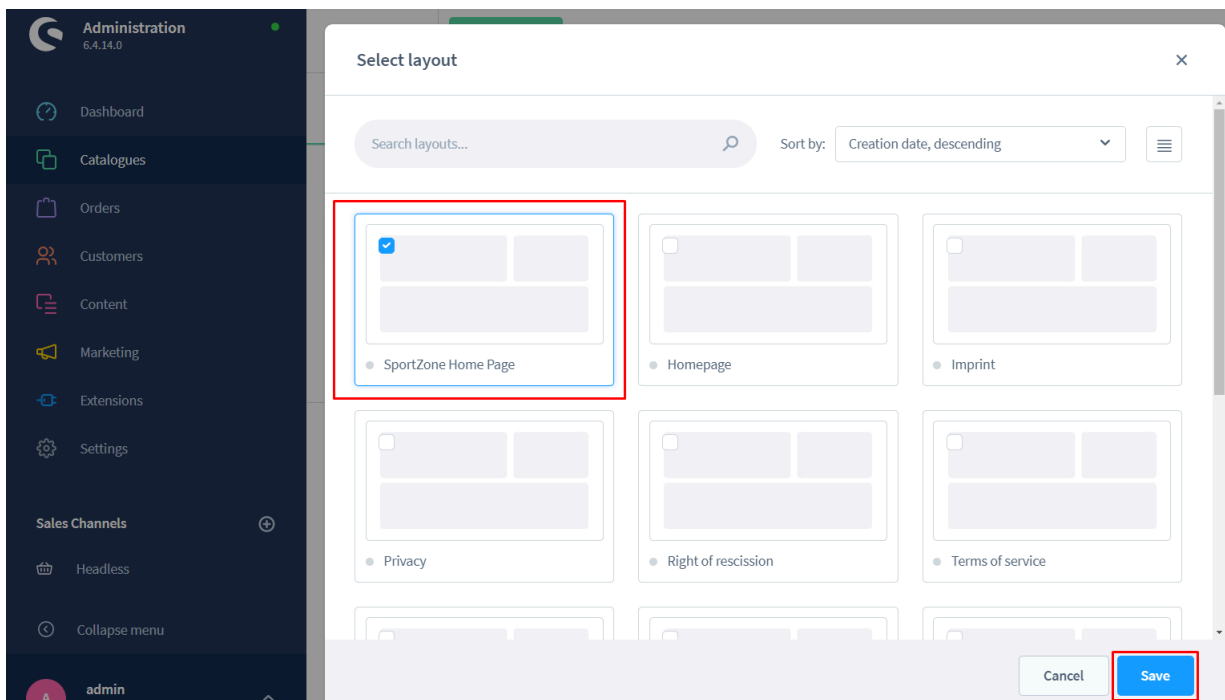 Administration
6.4.14.0
Dashboard
Catalogues
Orders
Customers
Content
Marketing
Extensions
Settings
Sales Channels
Headless
Collapse menu
A
admin
Select layout
Search layouts...
Sort by:
Creation date, descending
SportZone Home Page
Homepage
Imprint
Privacy
Right of rescission
Terms of service
Cancel
Save